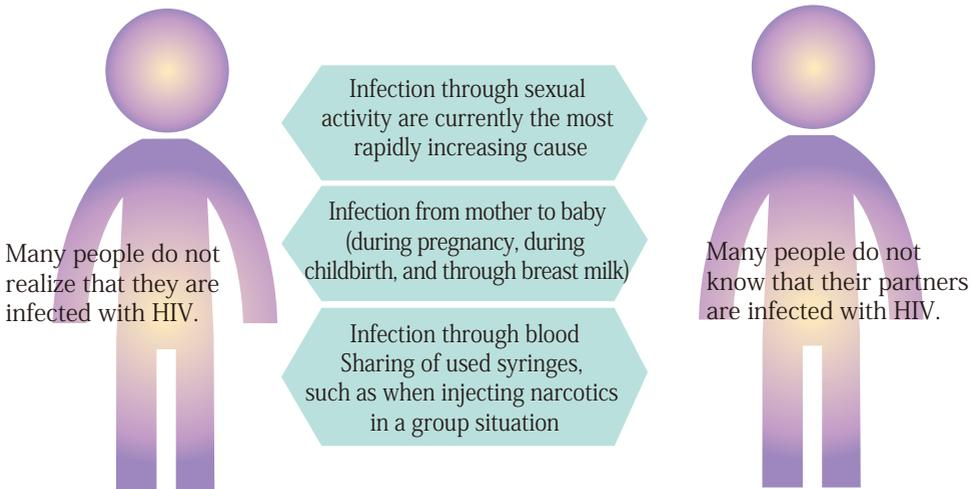 Infection through sexual
activity are currently the most
rapidly increasing cause
Infection from mother to baby
(during pregnancy, during
childbirth, and through breast milk)
Infection through blood
Sharing of used syringes,
such as when injecting narcotics
in a group situation
Many people do not
realize that they are
infected with HIV.
Many people do not
know that their partners
are infected with HIV.